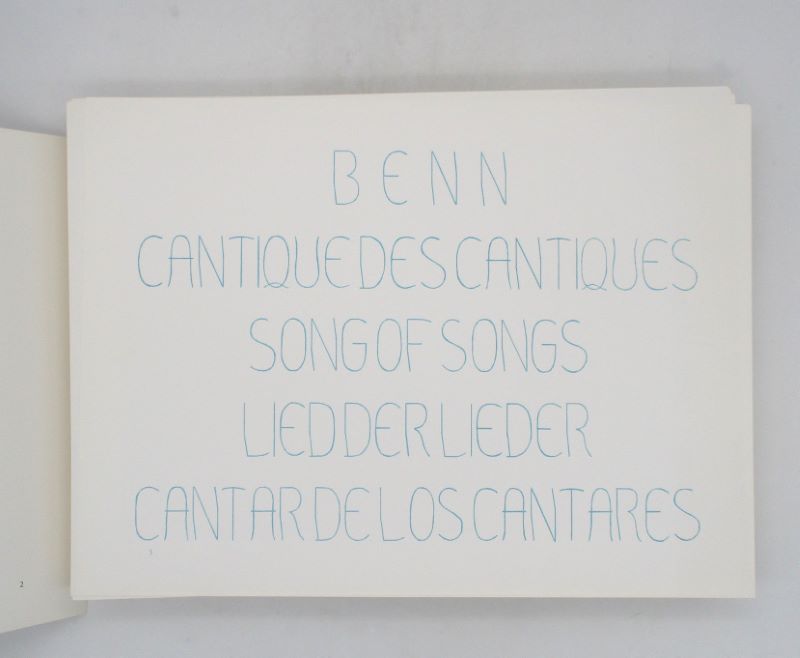 BENN
CANTIQUE DES CANTIQUES
SONG OF SONGS
LIED DER LIEDER
CANTAR DE LOS CANTARES
2